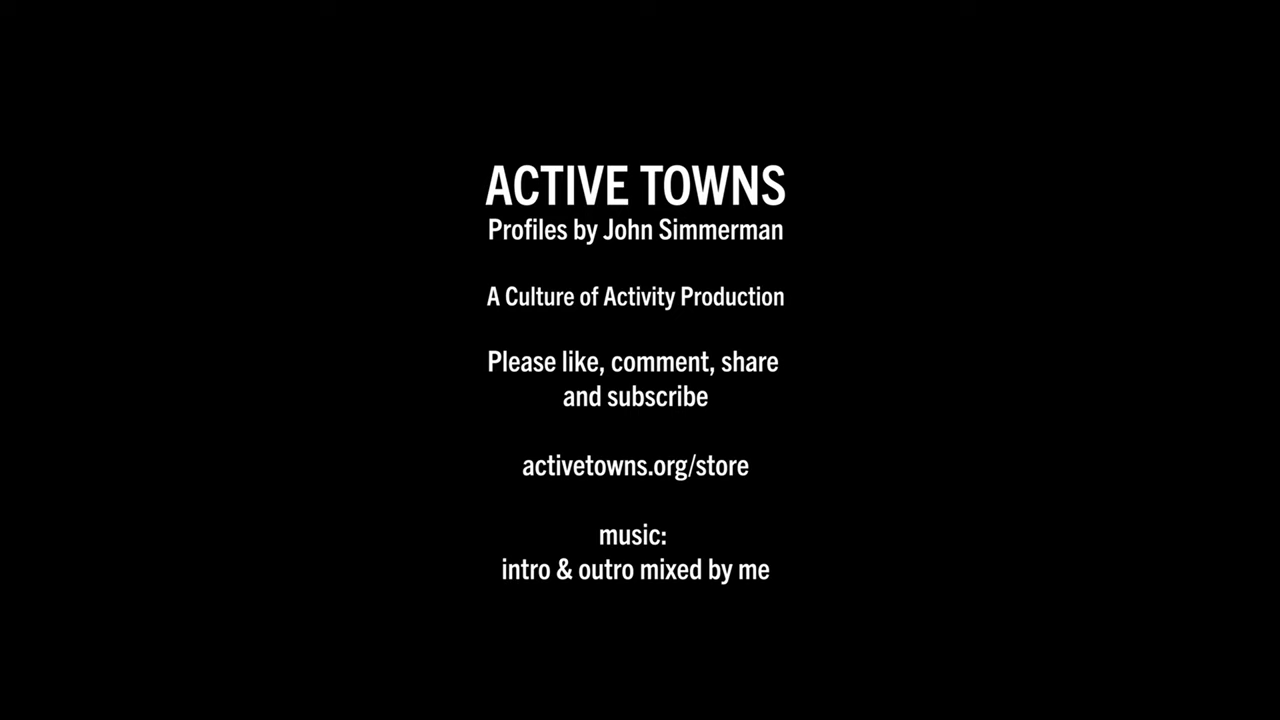 ACTIVE TOWNS
Profiles by John Simmerman
A Culture of Activity Production
Please like, comment, share
and subscribe
activetowns.org/store
music:
intro & outro mixed by me